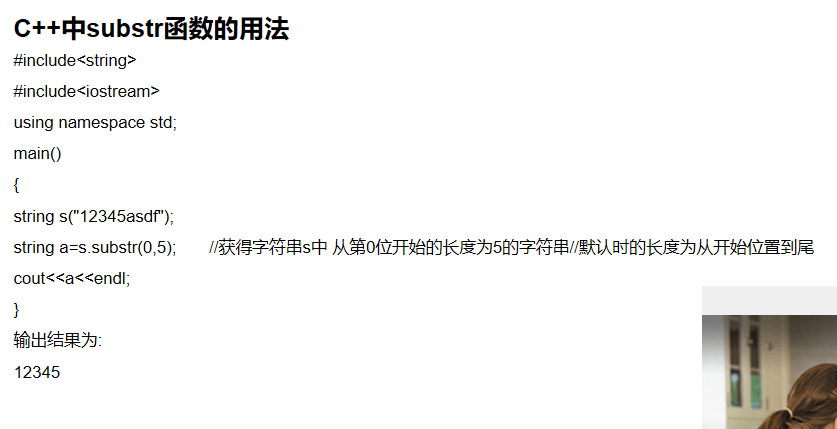 C++中substr函数的用法
#include<string>
#include<iostream>
using namespace std;
main()
{
string s("12345asdf");
string a=s.substr(0,5);       //获得字符串s中 从第0位开始的长度为5的字符串//默认时的长度为从开始位置到尾
cout<<a<<endl;
}
输出结果为:
12345